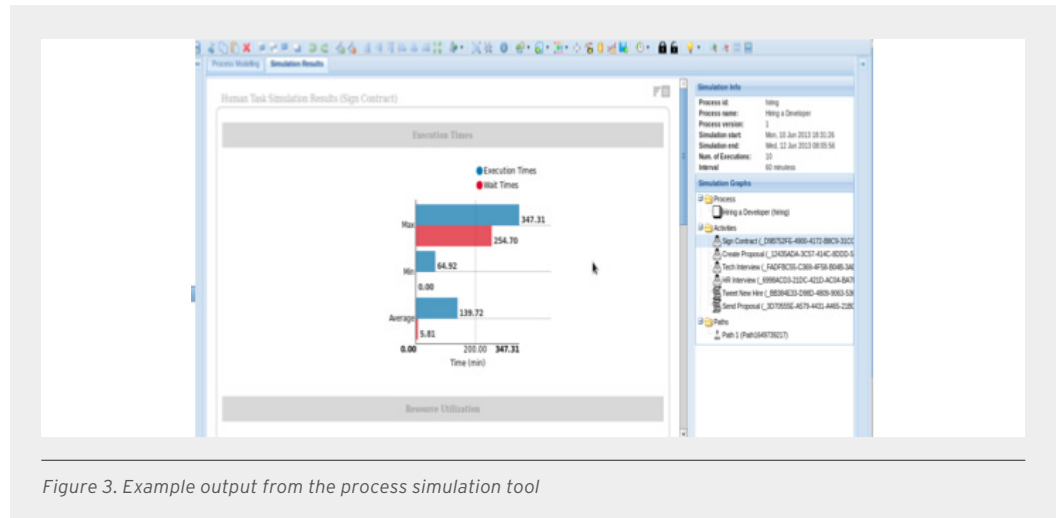 Process Modeling Simulation Results
Human Task Simulation Results (Sign Contract)
Execution Times
Execution Times
Wait Times
Max
347.31
254.70
Min
64.92
0.00
Average
139.72
5.81
0.00 200.00 347.31
Time (min)
Resource Utilization
Simulation Info
Process id: hiring
Process name: Hiring a Developer
Process version: 1
Simulation start: Mon, 10 Jun 2013 18:31:26
Simulation end: Wed, 12 Jun 2013 08:05:56
Num. of Executions: 10
Interval 60 minutess
Simulation Graphs
Process
Hiring a Developer (hiring)
Activities
Sign Contract (
Create Proposal (
Tech Interview (
HR Interview (
Tweet New Hire (
Send Proposal (
Paths
Path 1 (Path1649739217)
Figure 3. Example output from the process simulation tool